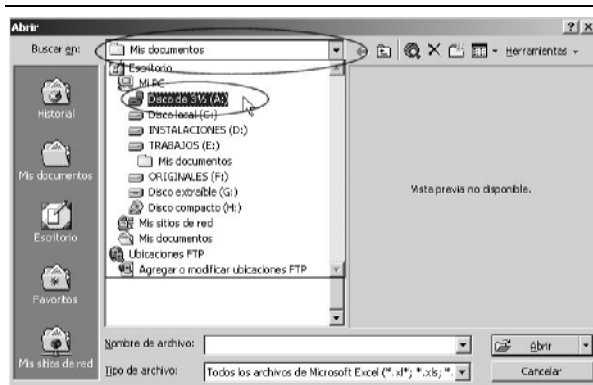 Abrir
Buscar en: Mis documentos Herramientas
Escritorio
Mi PC
Disco de 3½ (A:)
Disco local (C:)
INSTALACIONES (D:)
TRABAJOS (E:)
Mis documentos
ORIGINALES (F:)
Disco extraíble (G:)
Disco compacto (H:)
Mis sitios de red
Mis documentos
Ubicaciones FTP
Agregar o modificar ubicaciones FTP
Historial
Mis documentos
Escritorio
Favoritos
Mis sitios de red
Vista previa no disponible.
Nombre de archivo: Abrir
Tipo de archivo: Todos los archivos de Microsoft Excel (*.xl*; *.xls; *. Cancelar